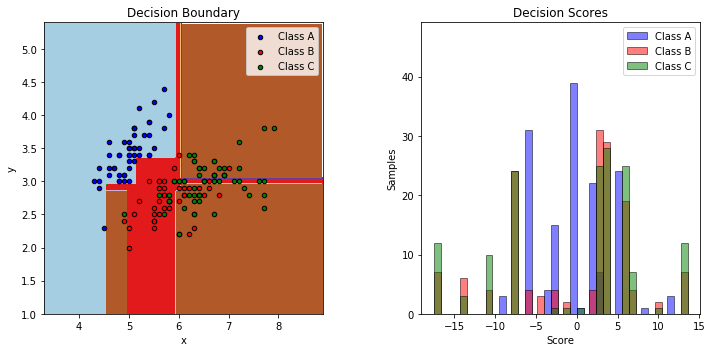 Decision Boundary
Class A
Class B
Class C
5.0
4.5
4.0
3.5
3.0
2.5
2.0
1.5
1.0
y
4 5 6 7 8
x
Decision Scores
Class A
Class B
Class C
40
30
20
10
0
Samples
−15 −10 −5 0 5 10 15
Score